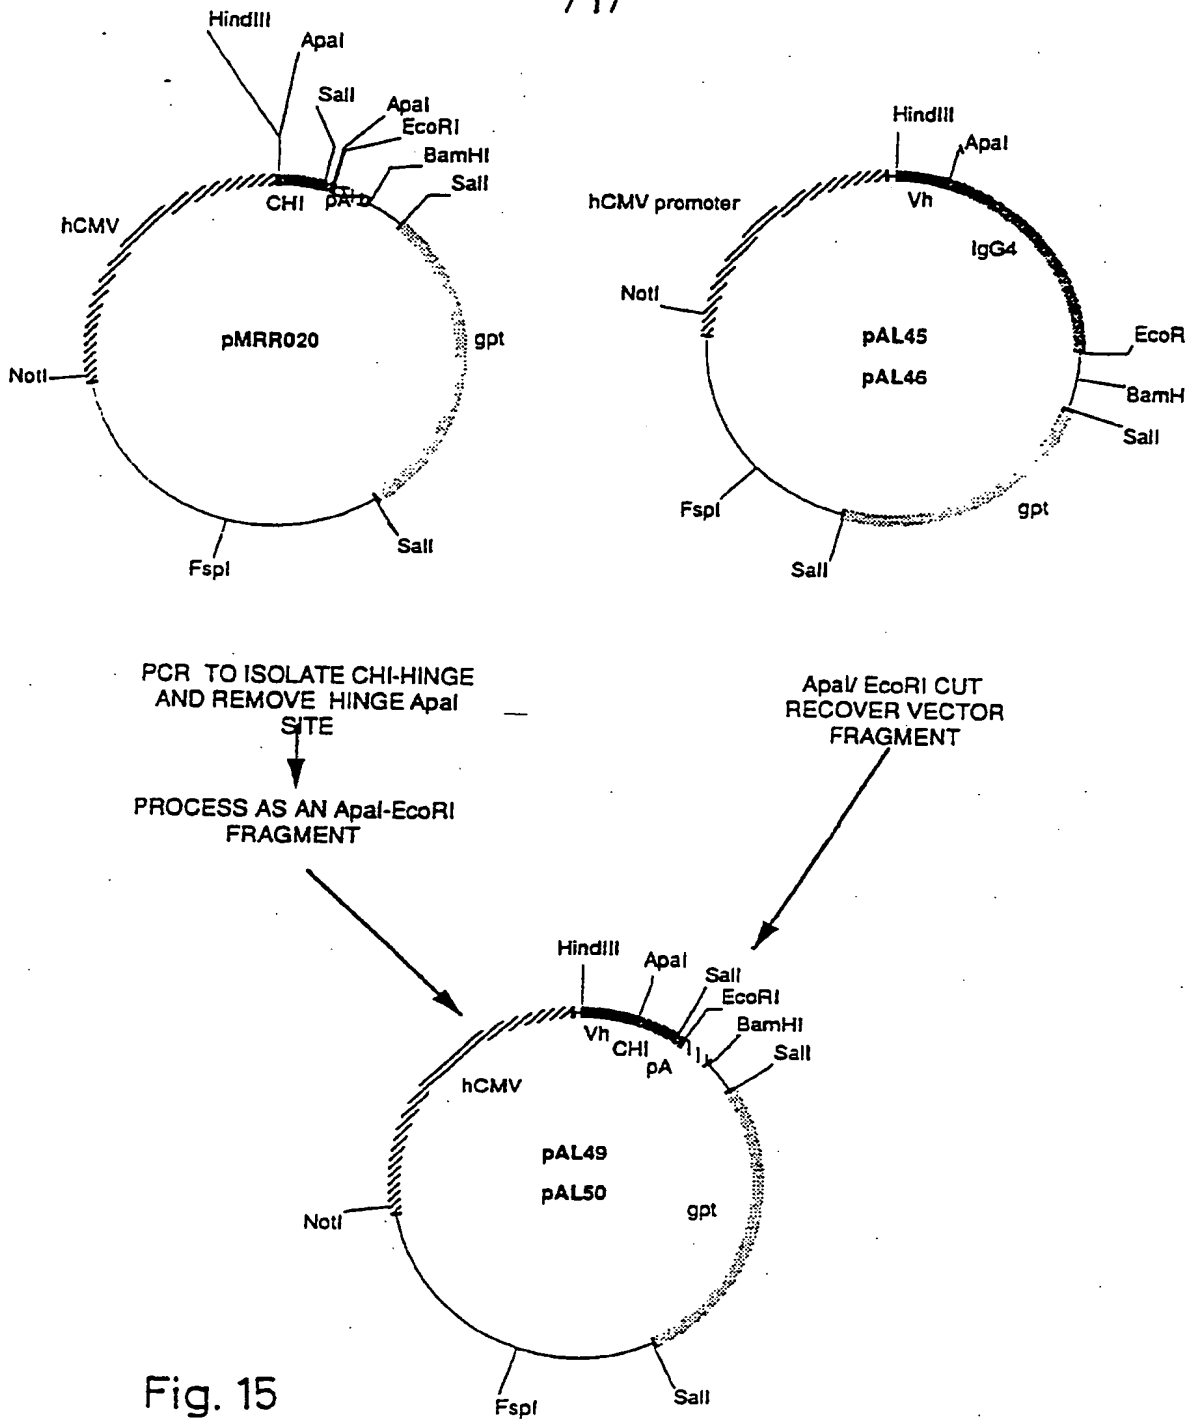 HindIII
ApaI
SalI
ApaI
EcoRI
BamHI
SalI
CHI
pA
hCMV
pMRR020
gpt
NotI
SalI
FspI
HindIII
ApaI
Vh
hCMV promoter
IgG4
NotI
pAL45
pAL46
EcoR
BamH
SalI
FspI
gpt
SalI
PCR TO ISOLATE CHI-HINGE
AND REMOVE HINGE ApaI
SITE
PROCESS AS AN ApaI-EcoRI
FRAGMENT
ApaI/ EcoRI CUT
RECOVER VECTOR
FRAGMENT
HindIII
ApaI
SalI
EcoRI
BamHI
SalI
Vh
CHI
pA
hCMV
pAL49
pAL50
NotI
gpt
FspI
SalI
Fig. 15